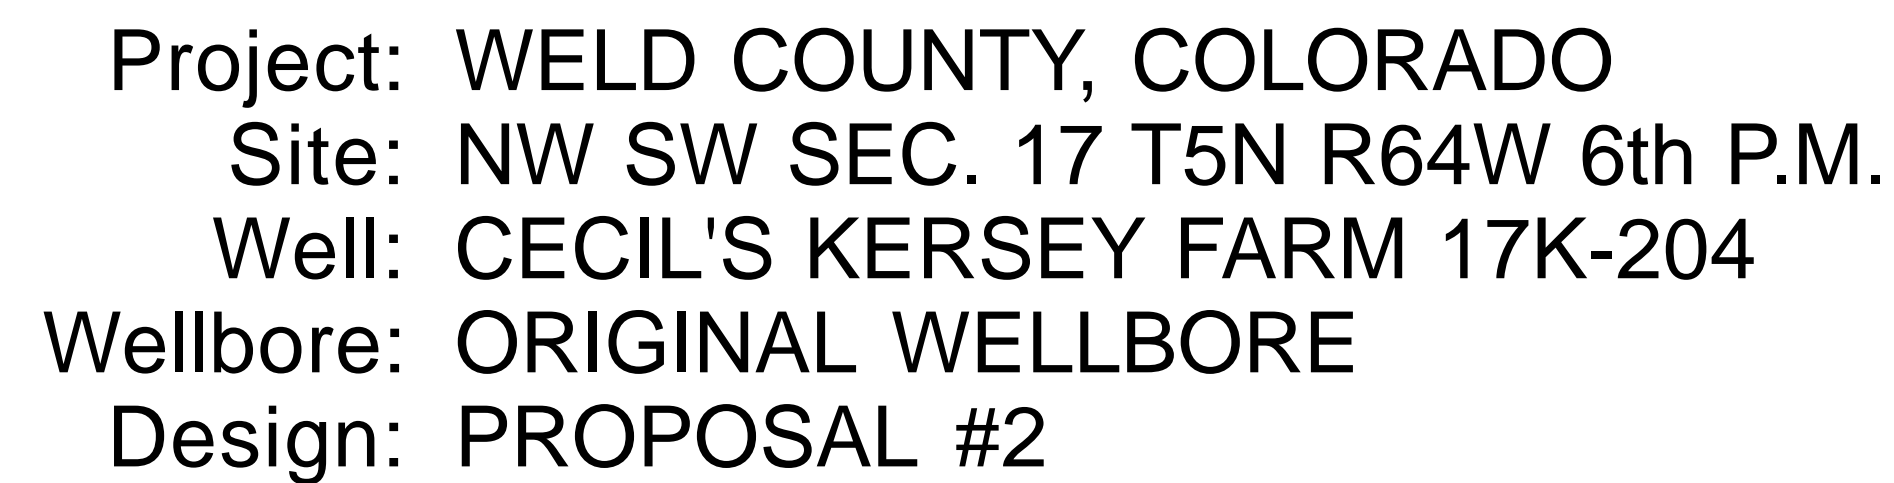 Project: WELD COUNTY, COLORADO
Site: NW SW SEC. 17 T5N R64W 6th P.M.
Well: CECIL'S KERSEY FARM 17K-204
Wellbore: ORIGINAL WELLBORE
Design: PROPOSAL #2